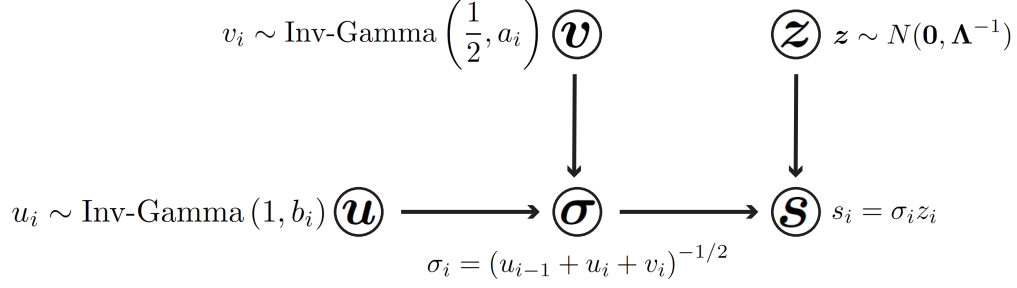 v_i ∼ Inv-Gamma(1/2, a_i) v z z ∼ N(0, Λ^{-1})
u_i ∼ Inv-Gamma(1, b_i) u σ s s_i = σ_i z_i
σ_i = (u_{i-1} + u_i + v_i)^{-1/2}